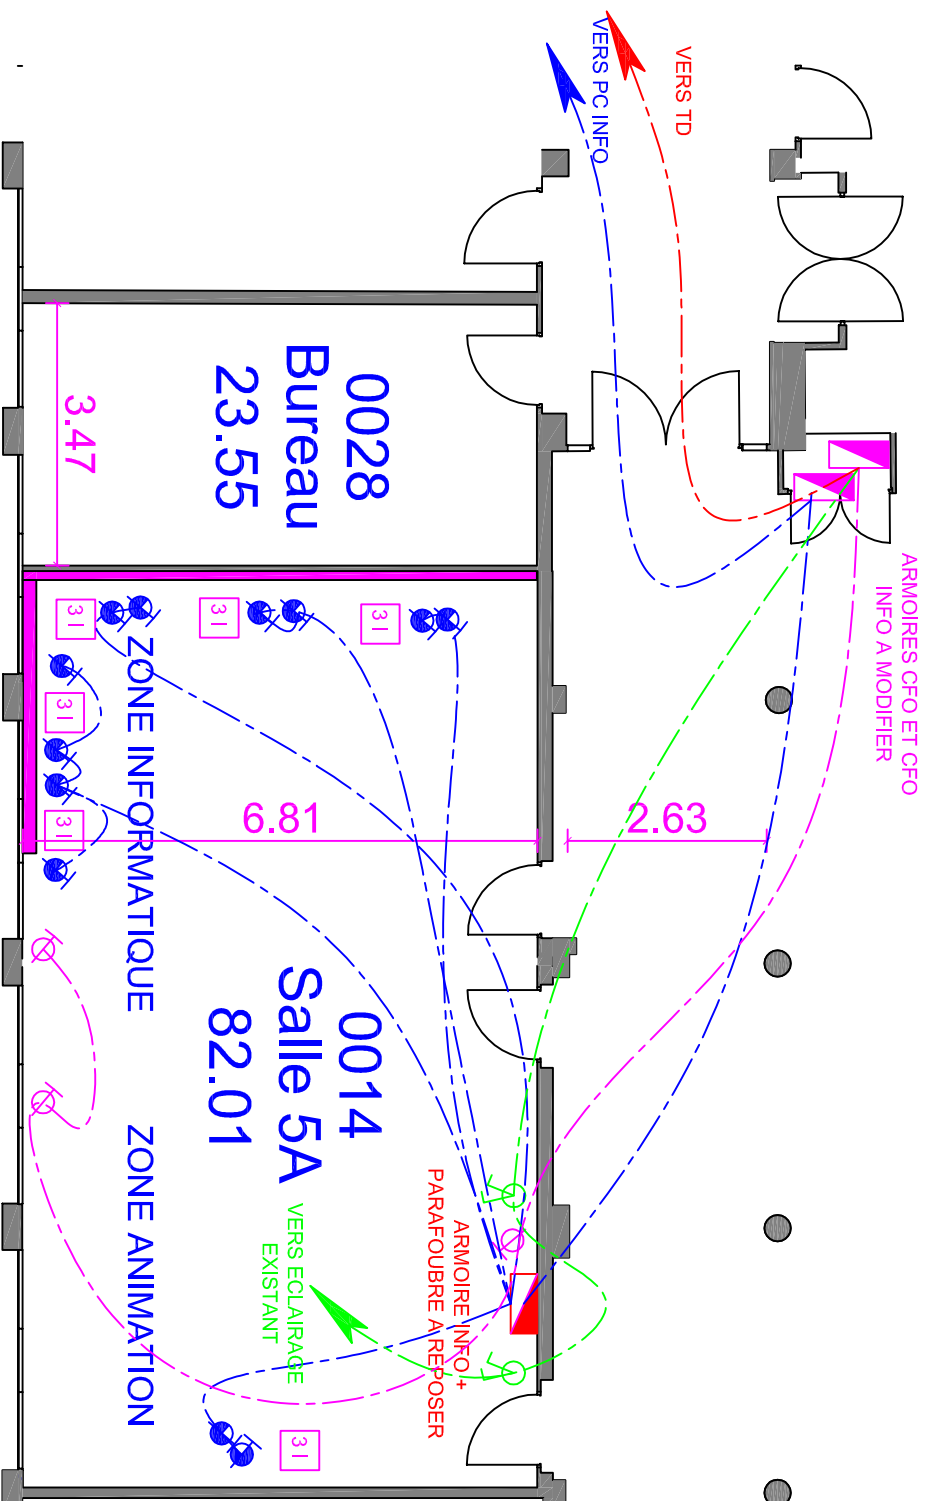 VERS TD
VERS PC INFO
ARMOIRES CFO ET CFO
INFO A MODIFIER
0028
Bureau
23.55
3.47
3 I
3 I
3 I
3 I
3 I
ZONE INFORMATIQUE
6.81
2.63
0014
Salle 5A
82.01
ZONE ANIMATION
ARMOIRE INFO +
PARAFOUBRE A REPOSER
VERS ECLAIRAGE
EXISTANT
3 I